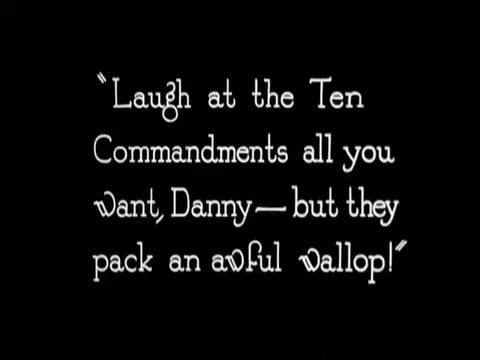 "Laugh at the Ten
Commandments all you
want, Danny—but they
pack an awful wallop!"